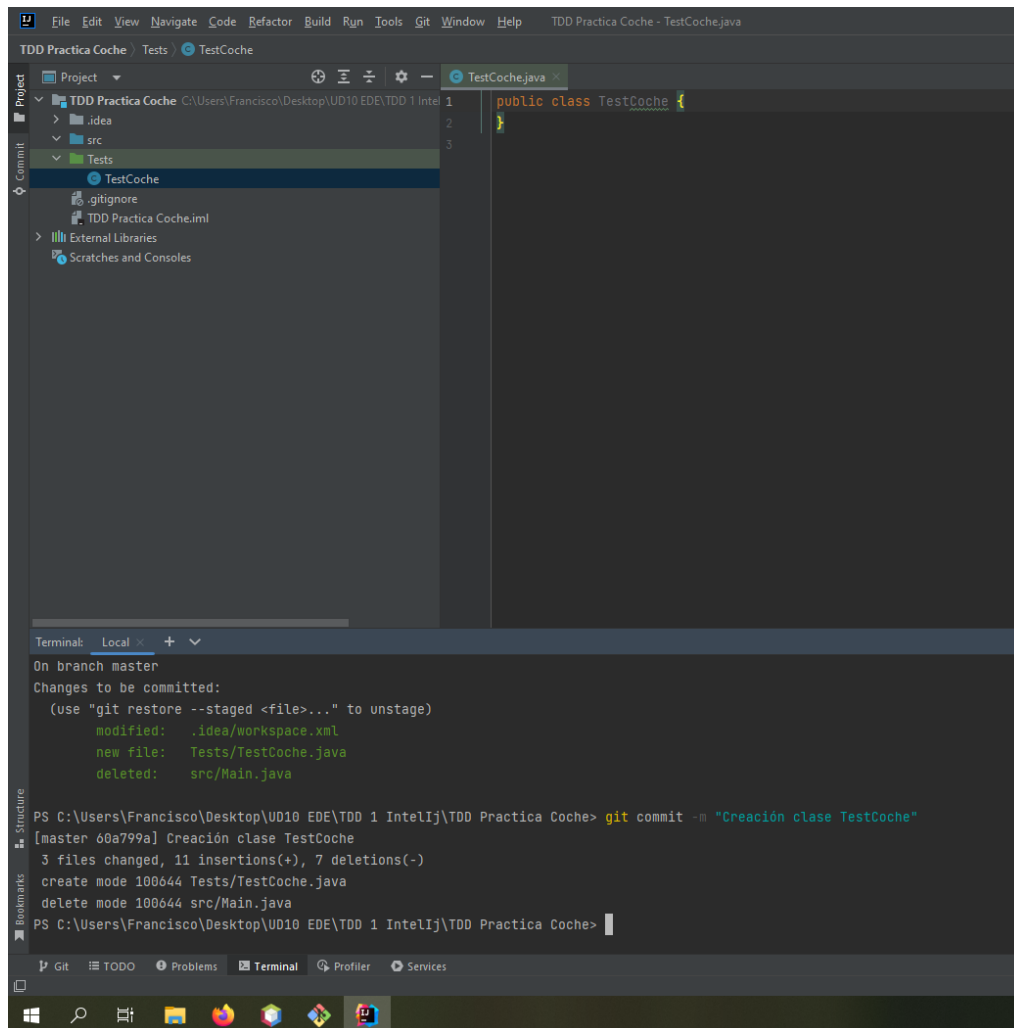 File Edit View Navigate Code Refactor Build Run Tools Git Window Help TDD Practica Coche - TestCoche.java
TDD Practica Coche Tests TestCoche
Project
TestCoche.java
Project
Commit
TDD Practica Coche C:\Users\Francisco\Desktop\UD10 EDE\TDD 1 Intel
.idea
src
Tests
TestCoche
.gitignore
TDD Practica Coche.iml
External Libraries
Scratches and Consoles
1 public class TestCoche {
2 }
3
Terminal: Local
On branch master
Changes to be committed:
(use "git restore --staged <file>..." to unstage)
modified: .idea/workspace.xml
new file: Tests/TestCoche.java
deleted: src/Main.java
PS C:\Users\Francisco\Desktop\UD10 EDE\TDD 1 IntelIj\TDD Practica Coche> git commit -m "Creación clase TestCoche"
[master 60a799a] Creación clase TestCoche
3 files changed, 11 insertions(+), 7 deletions(-)
create mode 100644 Tests/TestCoche.java
delete mode 100644 src/Main.java
PS C:\Users\Francisco\Desktop\UD10 EDE\TDD 1 IntelIj\TDD Practica Coche>
Structure
Bookmarks
Git TODO Problems Terminal Profiler Services